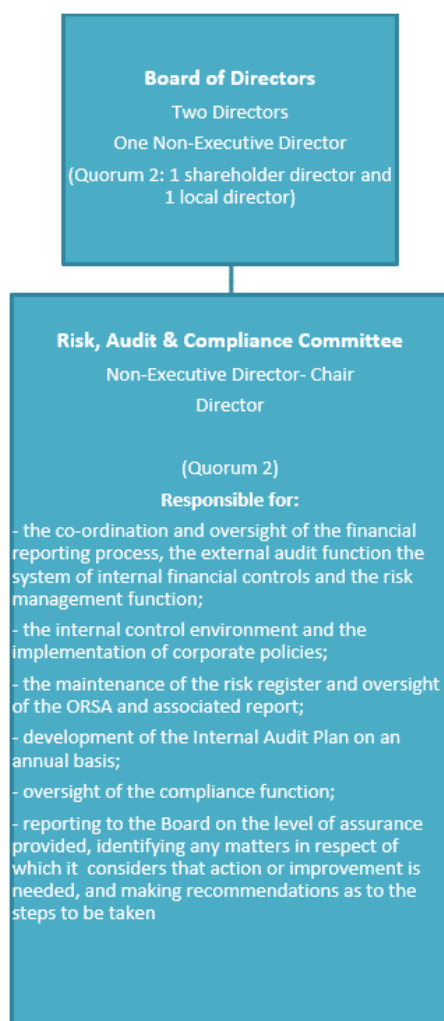 Board of Directors
Two Directors
One Non-Executive Director
(Quorum 2: 1 shareholder director and
1 local director)
Risk, Audit & Compliance Committee
Non-Executive Director- Chair
Director
(Quorum 2)
Responsible for:
- the co-ordination and oversight of the financial
reporting process, the external audit function the
system of internal financial controls and the risk
management function;
- the internal control environment and the
implementation of corporate policies;
- the maintenance of the risk register and oversight
of the ORSA and associated report;
- development of the Internal Audit Plan on an
annual basis;
- oversight of the compliance function;
- reporting to the Board on the level of assurance
provided, identifying any matters in respect of
which it considers that action or improvement is
needed, and making recommendations as to the
steps to be taken